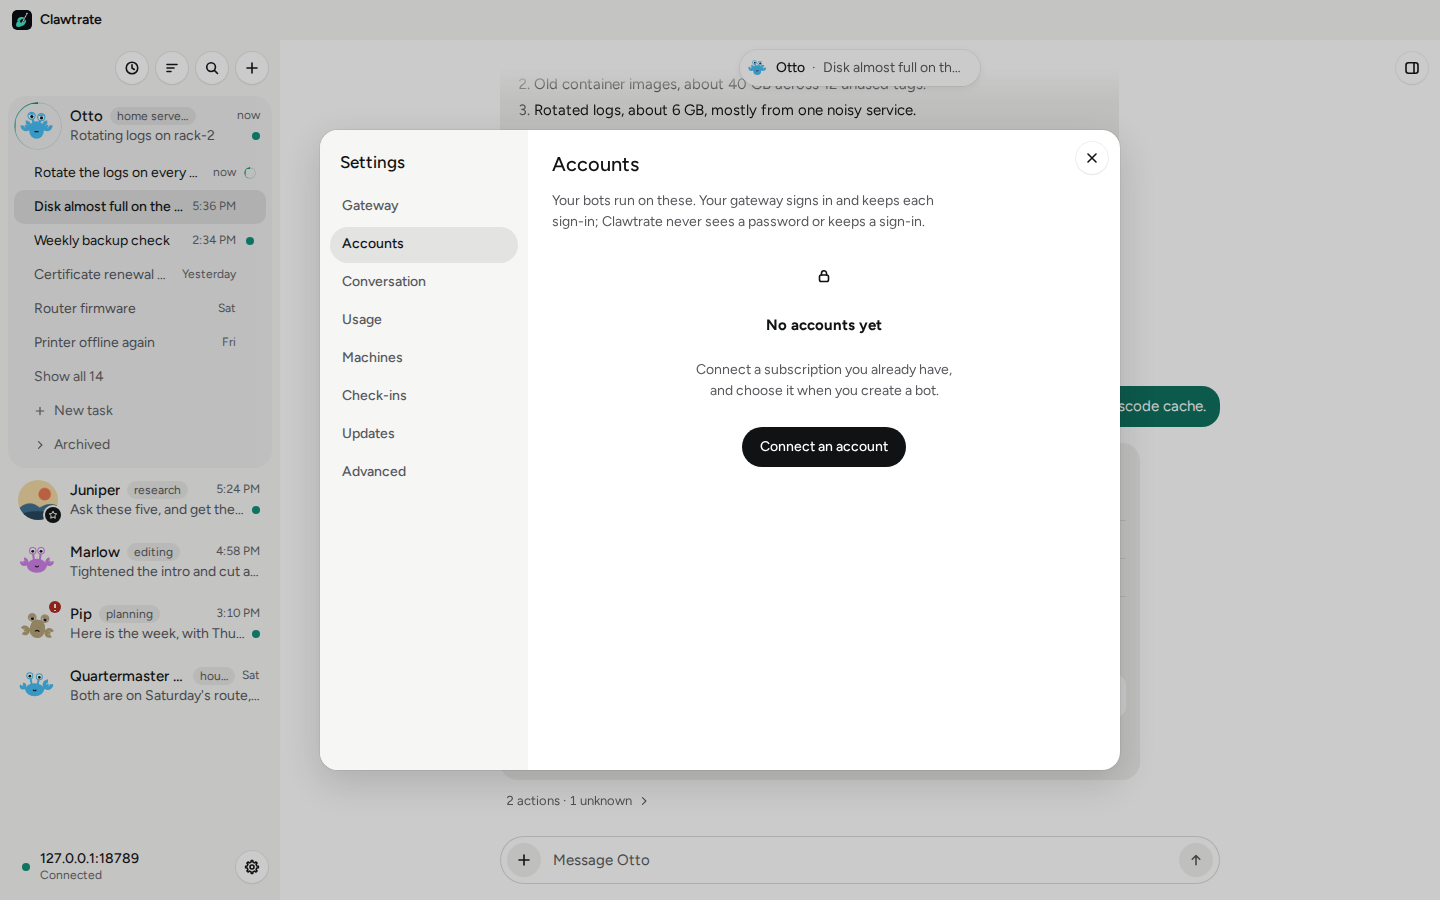 Clawtrate
Otto home serve... now
Rotating logs on rack-2
Rotate the logs on every ... now
Disk almost full on the ... 5:36 PM
Weekly backup check 2:34 PM
Certificate renewal ... Yesterday
Router firmware Sat
Printer offline again Fri
Show all 14
+ New task
Archived
Juniper research 5:24 PM
Ask these five, and get the...
Marlow editing 4:58 PM
Tightened the intro and cut a...
Pip planning 3:10 PM
Here is the week, with Thu...
Quartermaster ... hou... Sat
Both are on Saturday's route,...
127.0.0.1:18789
Connected
Otto · Disk almost full on th...
2. Old container images, about 40 GB across 12 unused tags.
3. Rotated logs, about 6 GB, mostly from one noisy service.
Settings
Gateway
Accounts
Conversation
Usage
Machines
Check-ins
Updates
Advanced
Accounts
Your bots run on these. Your gateway signs in and keeps each
sign-in; Clawtrate never sees a password or keeps a sign-in.
No accounts yet
Connect a subscription you already have,
and choose it when you create a bot.
Connect an account
scode cache.
2 actions · 1 unknown
Message Otto